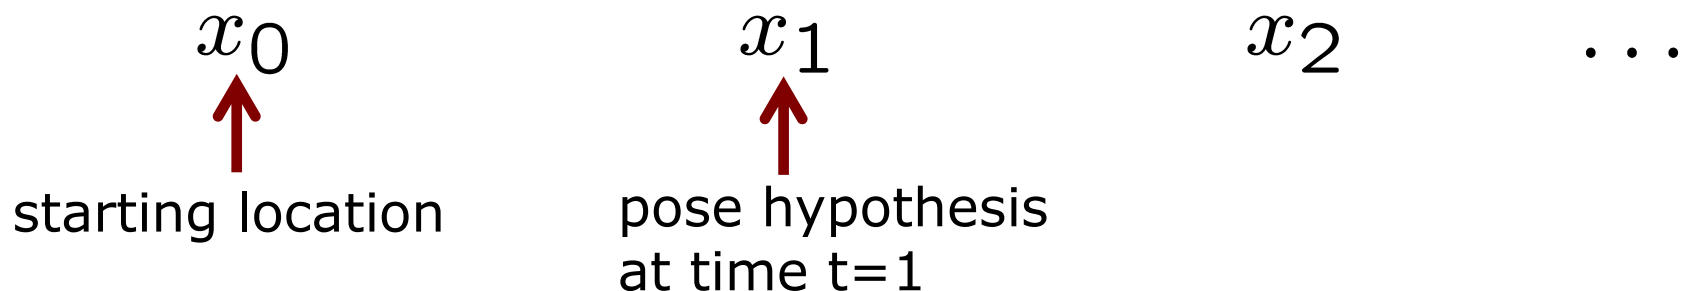 x₀ x₁ x₂ ...
starting location
pose hypothesis
at time t=1